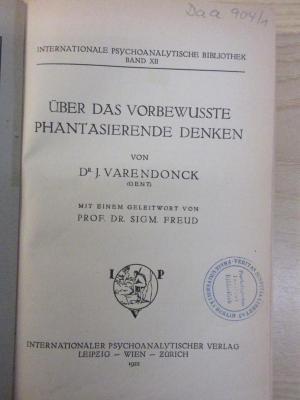 Daa 904/1
INTERNATIONALE PSYCHOANALYTISCHE BIBLIOTHEK
BAND XII
ÜBER DAS VORBEWUSSTE
PHANTASIERENDE DENKEN
VON
DR J. VARENDONCK
(GENT)
MIT EINEM GELEITWORT VON
PROF. DR. SIGM. FREUD
I P
INTERNATIONALER PSYCHOANALYTISCHER VERLAG
LEIPZIG — WIEN — ZÜRICH
1922